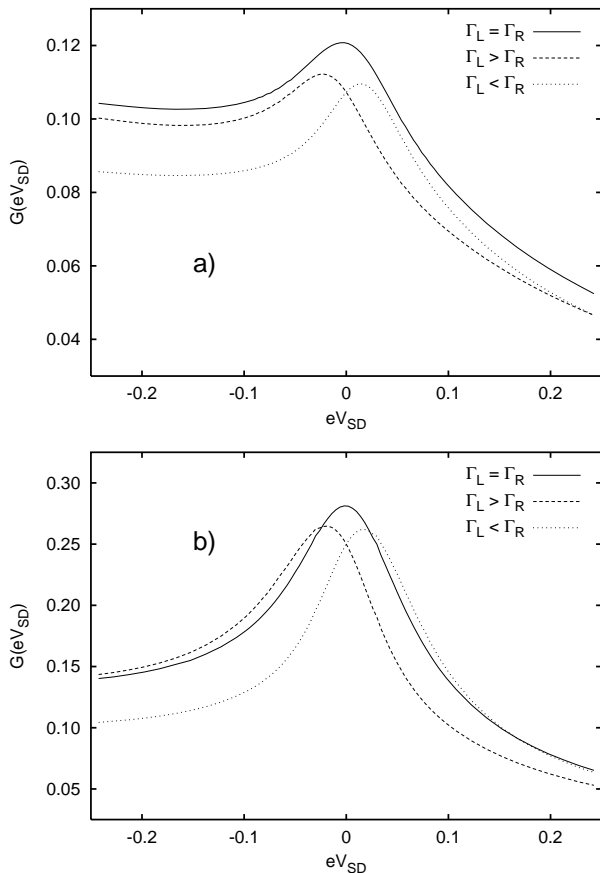 0.12
0.10
0.08
0.06
0.04
G(eV_SD)
Γ_L = Γ_R
Γ_L > Γ_R
Γ_L < Γ_R
a)
-0.2 -0.1 0 0.1 0.2
eV_SD
0.30
0.25
0.20
0.15
0.10
0.05
G(eV_SD)
Γ_L = Γ_R
Γ_L > Γ_R
Γ_L < Γ_R
b)
-0.2 -0.1 0 0.1 0.2
eV_SD